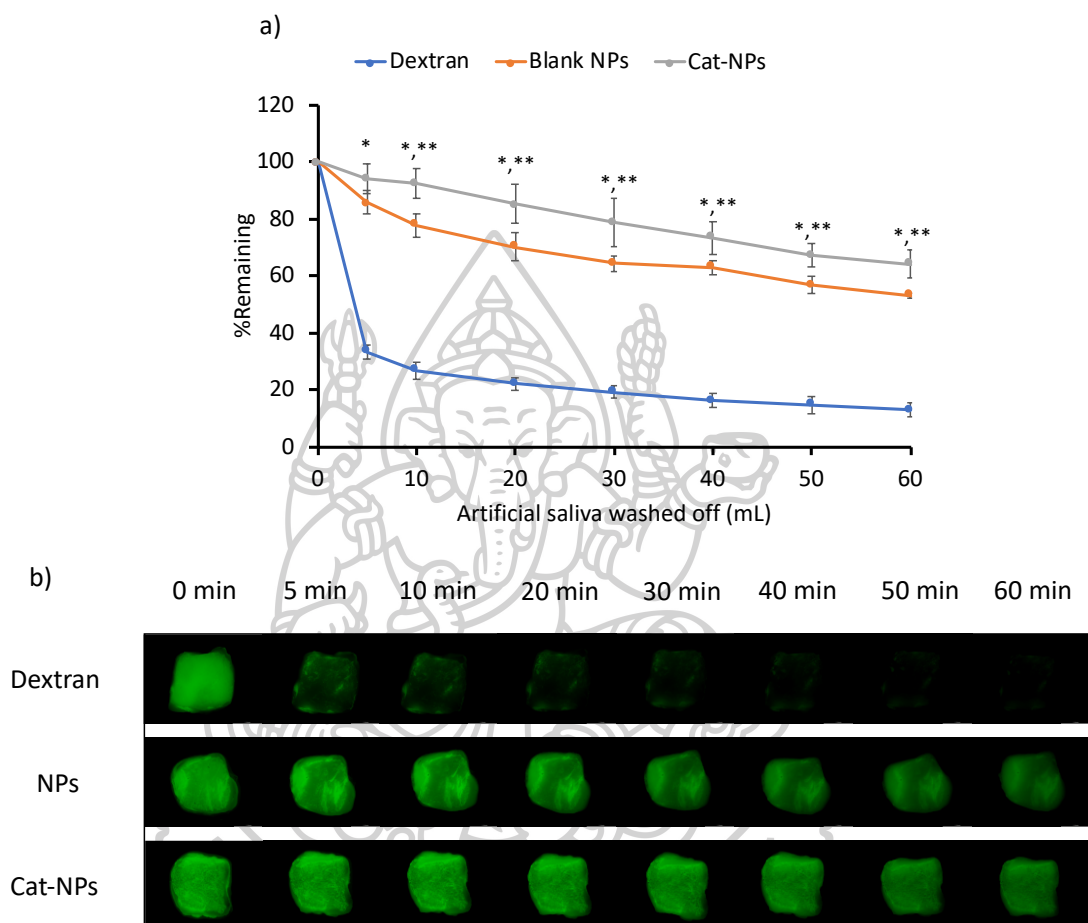 a)
Dextran Blank NPs Cat-NPs
120
100
80
60
40
20
0
%Remaining
* *,** *,** *,** *,** *,** *,**
0 10 20 30 40 50 60
Artificial saliva washed off (mL)
b)
0 min 5 min 10 min 20 min 30 min 40 min 50 min 60 min
Dextran
NPs
Cat-NPs